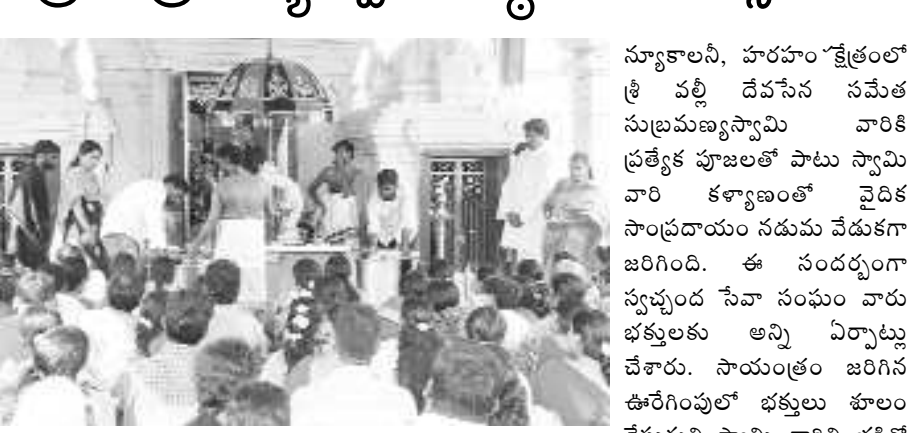 న్యూకాలనీ, హరహం క్షేత్రంలో
శ్రీ వల్లీ దేవసేన సమేత
సుబ్రమణ్యస్వామి వారికి
ప్రత్యేక పూజలతో పాటు స్వామి
వారి కళ్యాణంతో వైదిక
సాంప్రదాయం నడుమ వేడుకగా
జరిగింది. ఈ సందర్భంగా
స్వచ్చంద సేవా సంఘం వారు
భక్తులకు అన్ని ఏర్పాట్లు
చేశారు. సాయంత్రం జరిగిన
ఊరేగింపులో భక్తులు శూలం